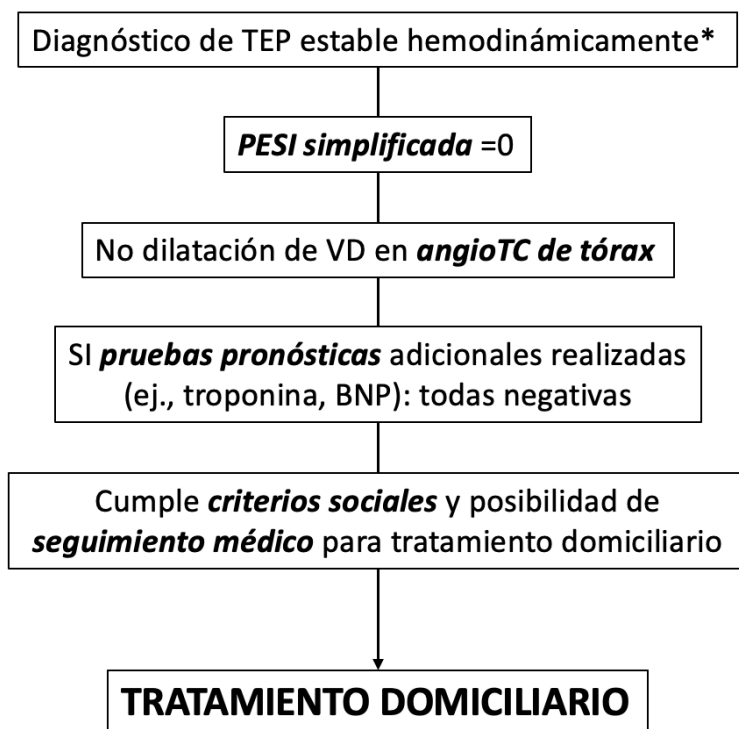 Diagnóstico de TEP estable hemodinámicamente*
PESI simplificada =0
No dilatación de VD en angioTC de tórax
SI pruebas pronósticas adicionales realizadas
(ej., troponina, BNP): todas negativas
Cumple criterios sociales y posibilidad de
seguimiento médico para tratamiento domiciliario
TRATAMIENTO DOMICILIARIO